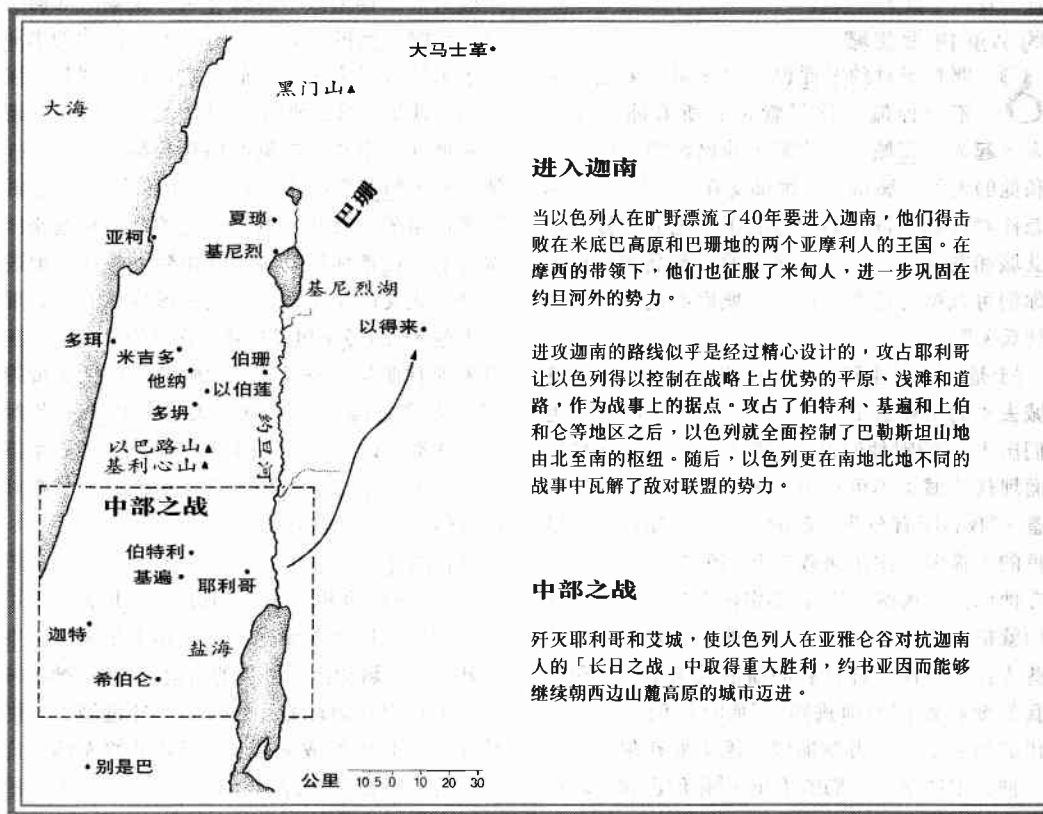 大马士革
黑门山
大海
巴珊
夏琐
亚柯
基尼烈
基尼烈湖
以得来
多珥
米吉多
伯珊
他纳
以伯莲
多坍
约旦河
以巴路山
基利心山
中部之战
伯特利
基遍
耶利哥
迦特
盐海
希伯仑
别是巴
公里 10 5 0 10 20 30
进入迦南
当以色列人在旷野漂流了40年要进入迦南，他们得击
败在米底巴高原和巴珊地的两个亚摩利人的王国。在
摩西的带领下，他们也征服了米甸人，进一步巩固在
约旦河外的势力。
进攻迦南的路线似乎是经过精心设计的，攻占耶利哥
让以色列得以控制在战略上占优势的平原、浅滩和道
路，作为战事上的据点。攻占了伯特利、基遍和上伯
和仑等地区之后，以色列就全面控制了巴勒斯坦山地
由北至南的枢纽。随后，以色列更在南地北地不同的
战事中瓦解了敌对联盟的势力。
中部之战
歼灭耶利哥和艾城，使以色列人在亚雅仑谷对抗迦南
人的「长日之战」中取得重大胜利，约书亚因而能够
继续朝西边山麓高原的城市迈进。